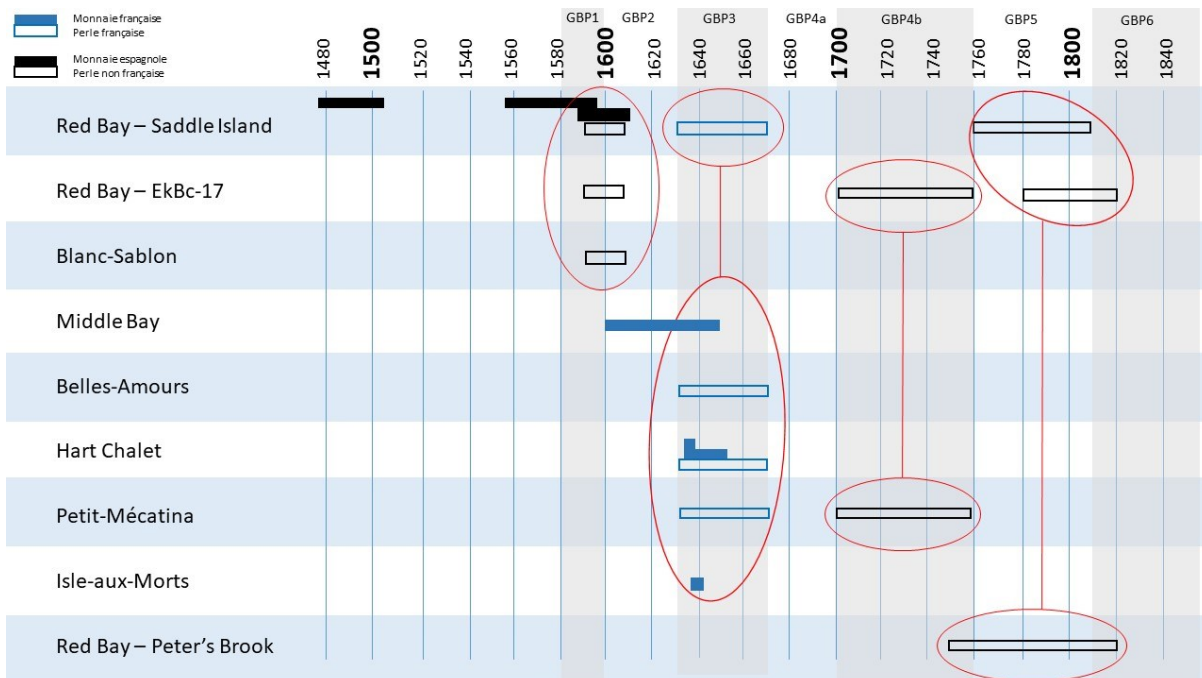 Monnaie française
Perle française
Monnaie espagnole
Perle non française
GBP1 GBP2 GBP3 GBP4a GBP4b GBP5 GBP6
1480 1500 1520 1540 1560 1580 1600 1620 1640 1660 1680 1700 1720 1740 1760 1780 1800 1820 1840
Red Bay – Saddle Island
Red Bay – EkBc-17
Blanc-Sablon
Middle Bay
Belles-Amours
Hart Chalet
Petit-Mécatina
Isle-aux-Morts
Red Bay – Peter’s Brook